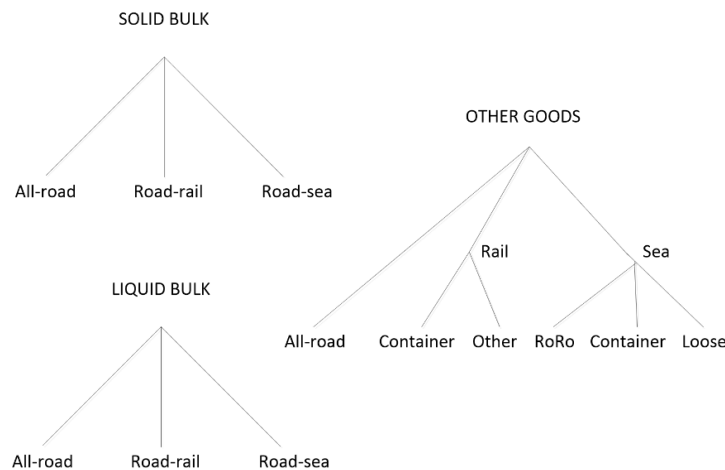 SOLID BULK
All-road Road-rail Road-sea
OTHER GOODS
Rail Sea
All-road Container Other RoRo Container Loose
LIQUID BULK
All-road Road-rail Road-sea